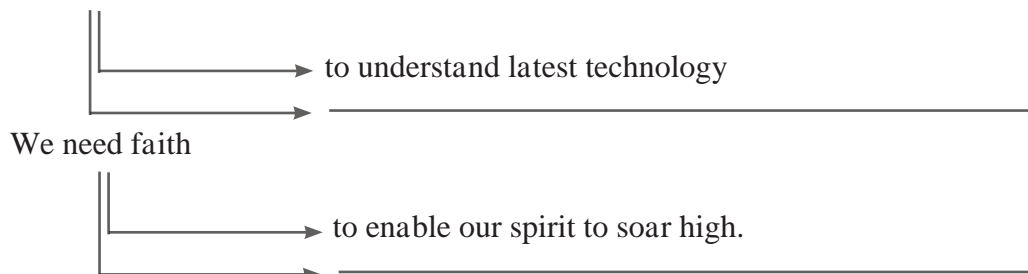 to understand latest technology
We need faith
to enable our spirit to soar high.